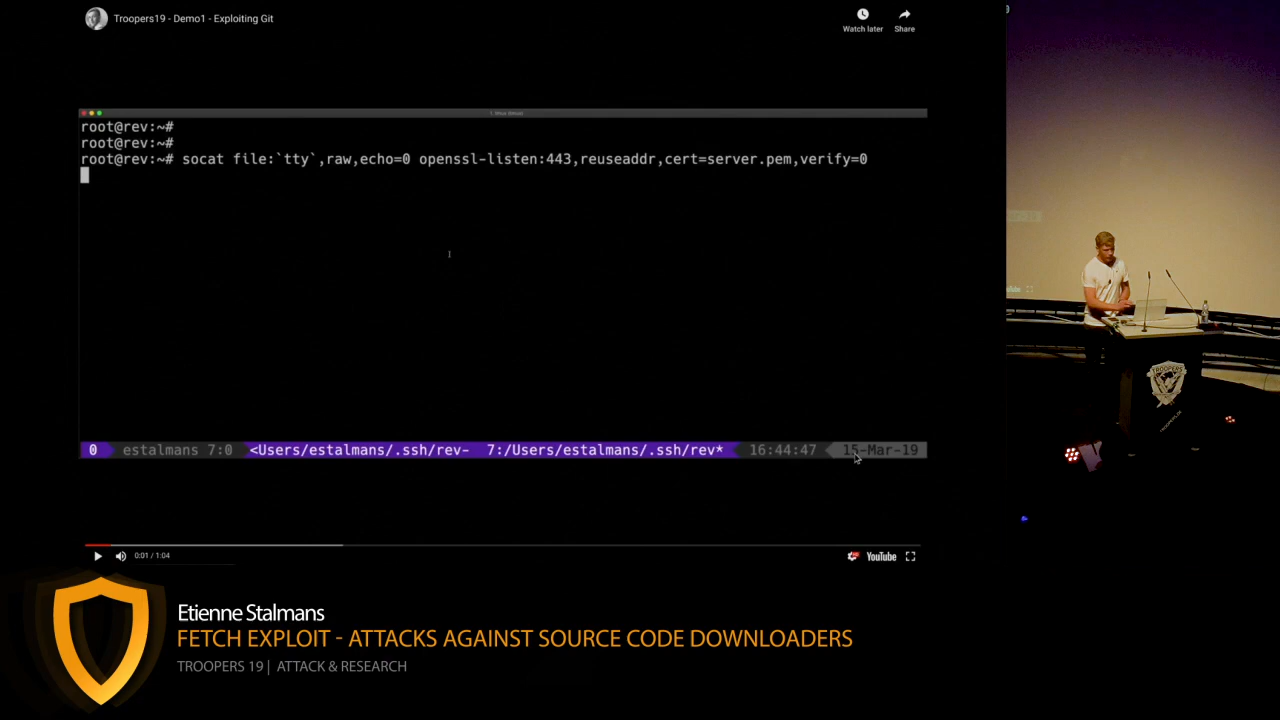 Troopers19 - Demo1 - Exploiting Git
Watch later
Share
root@rev:~#
root@rev:~#
root@rev:~# socat file:`tty`,raw,echo=0 openssl-listen:443,reuseaddr,cert=server.pem,verify=0
0 estalmans 7:0 <Users/estalmans/.ssh/rev- 7:/Users/estalmans/.ssh/rev* 16:44:47 15-Mar-19
0:01 / 1:04
YouTube
TROOPERS
Etienne Stalmans
FETCH EXPLOIT - ATTACKS AGAINST SOURCE CODE DOWNLOADERS
TROOPERS 19 | ATTACK & RESEARCH